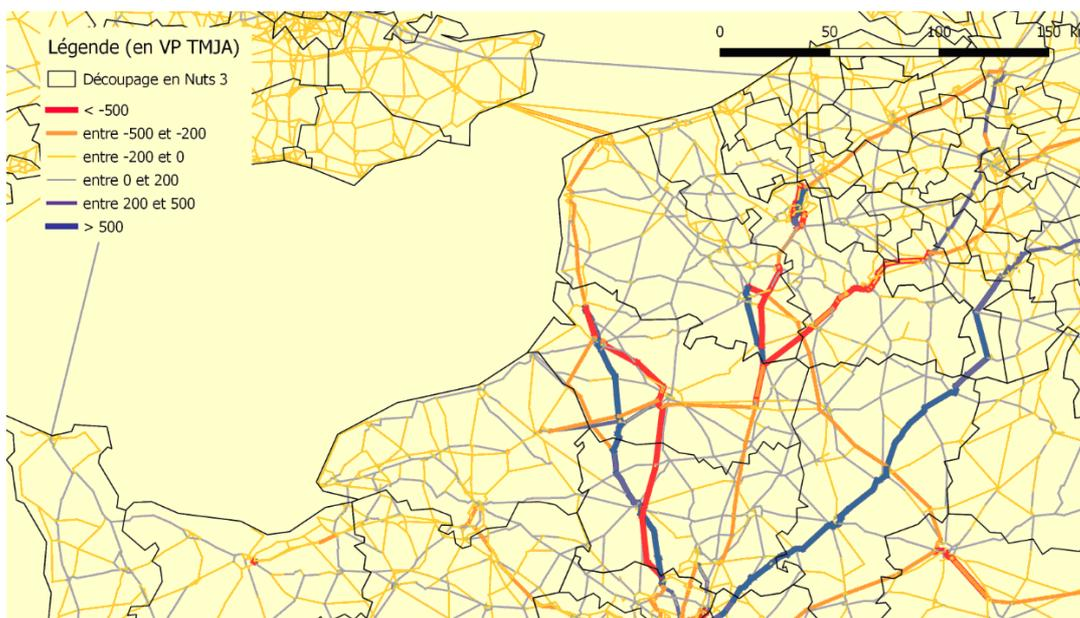 Légende (en VP TMJA)
Découpage en Nuts 3
< -500
entre -500 et -200
entre -200 et 0
entre 0 et 200
entre 200 et 500
> 500
0 50 100 150